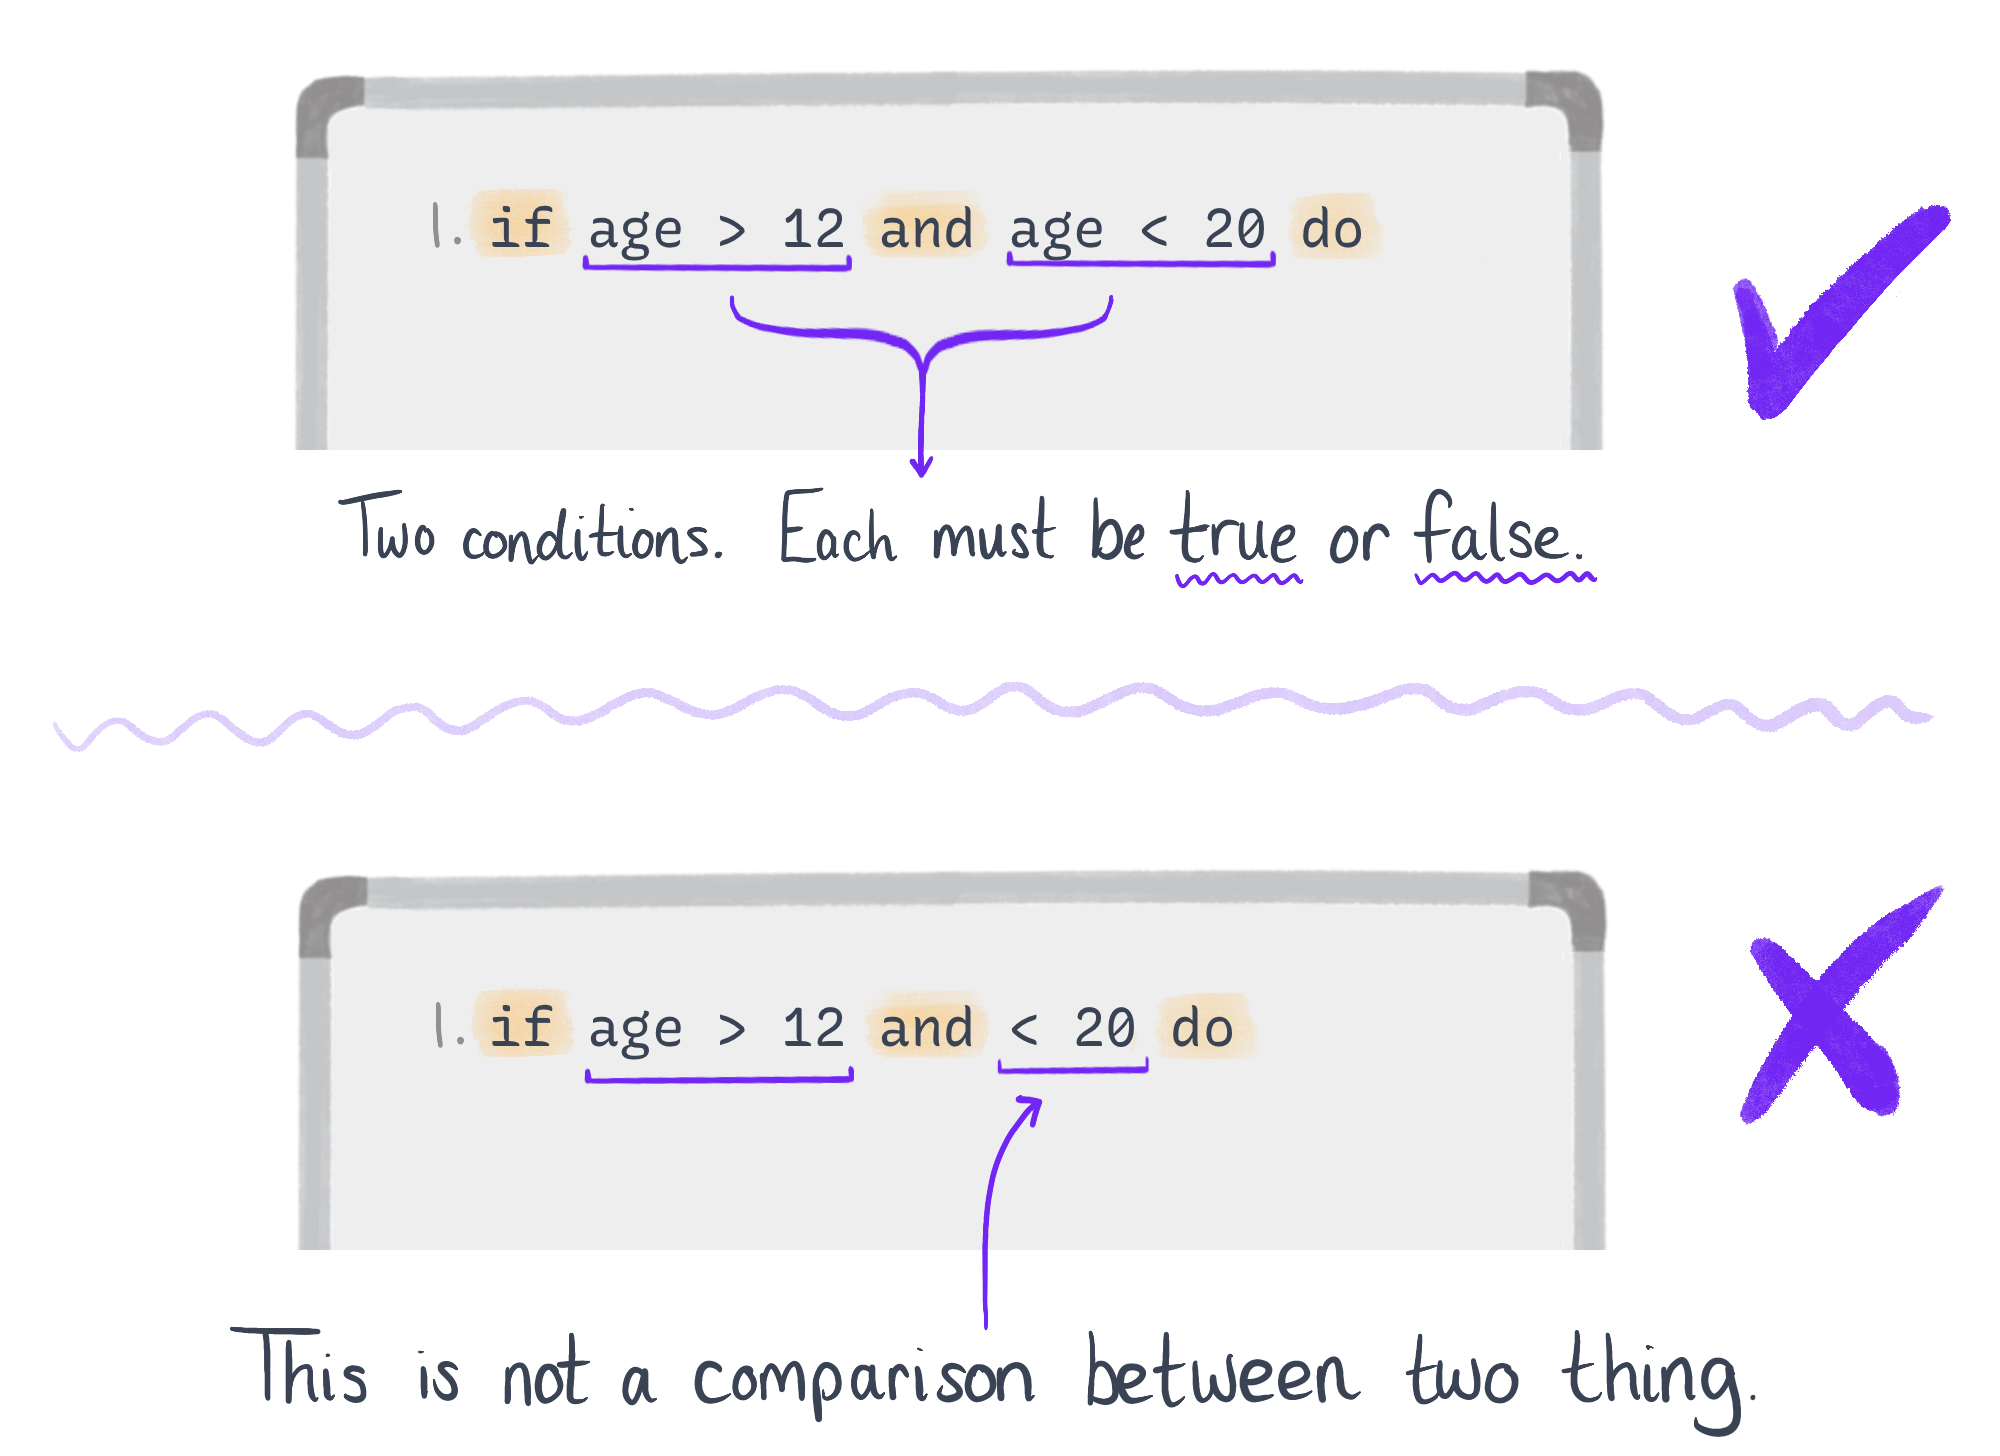 1. if age > 12 and age < 20 do
Two conditions. Each must be true or false.
1. if age > 12 and < 20 do
This is not a comparison between two thing.